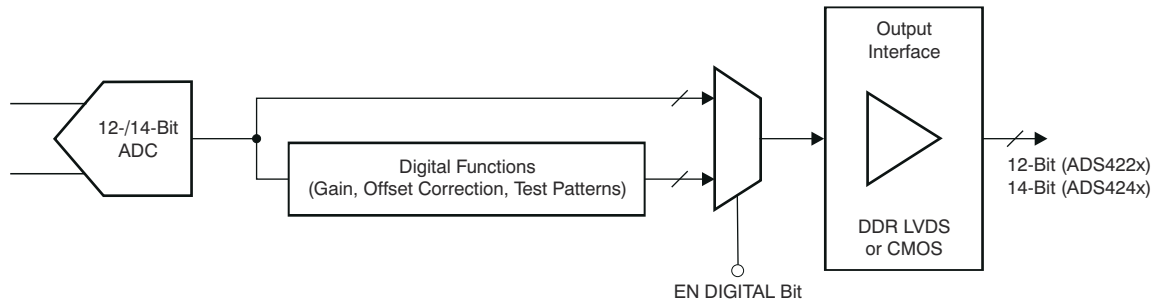 12-/14-Bit
ADC
Digital Functions
(Gain, Offset Correction, Test Patterns)
EN DIGITAL Bit
Output
Interface
DDR LVDS
or CMOS
12-Bit (ADS422x)
14-Bit (ADS424x)